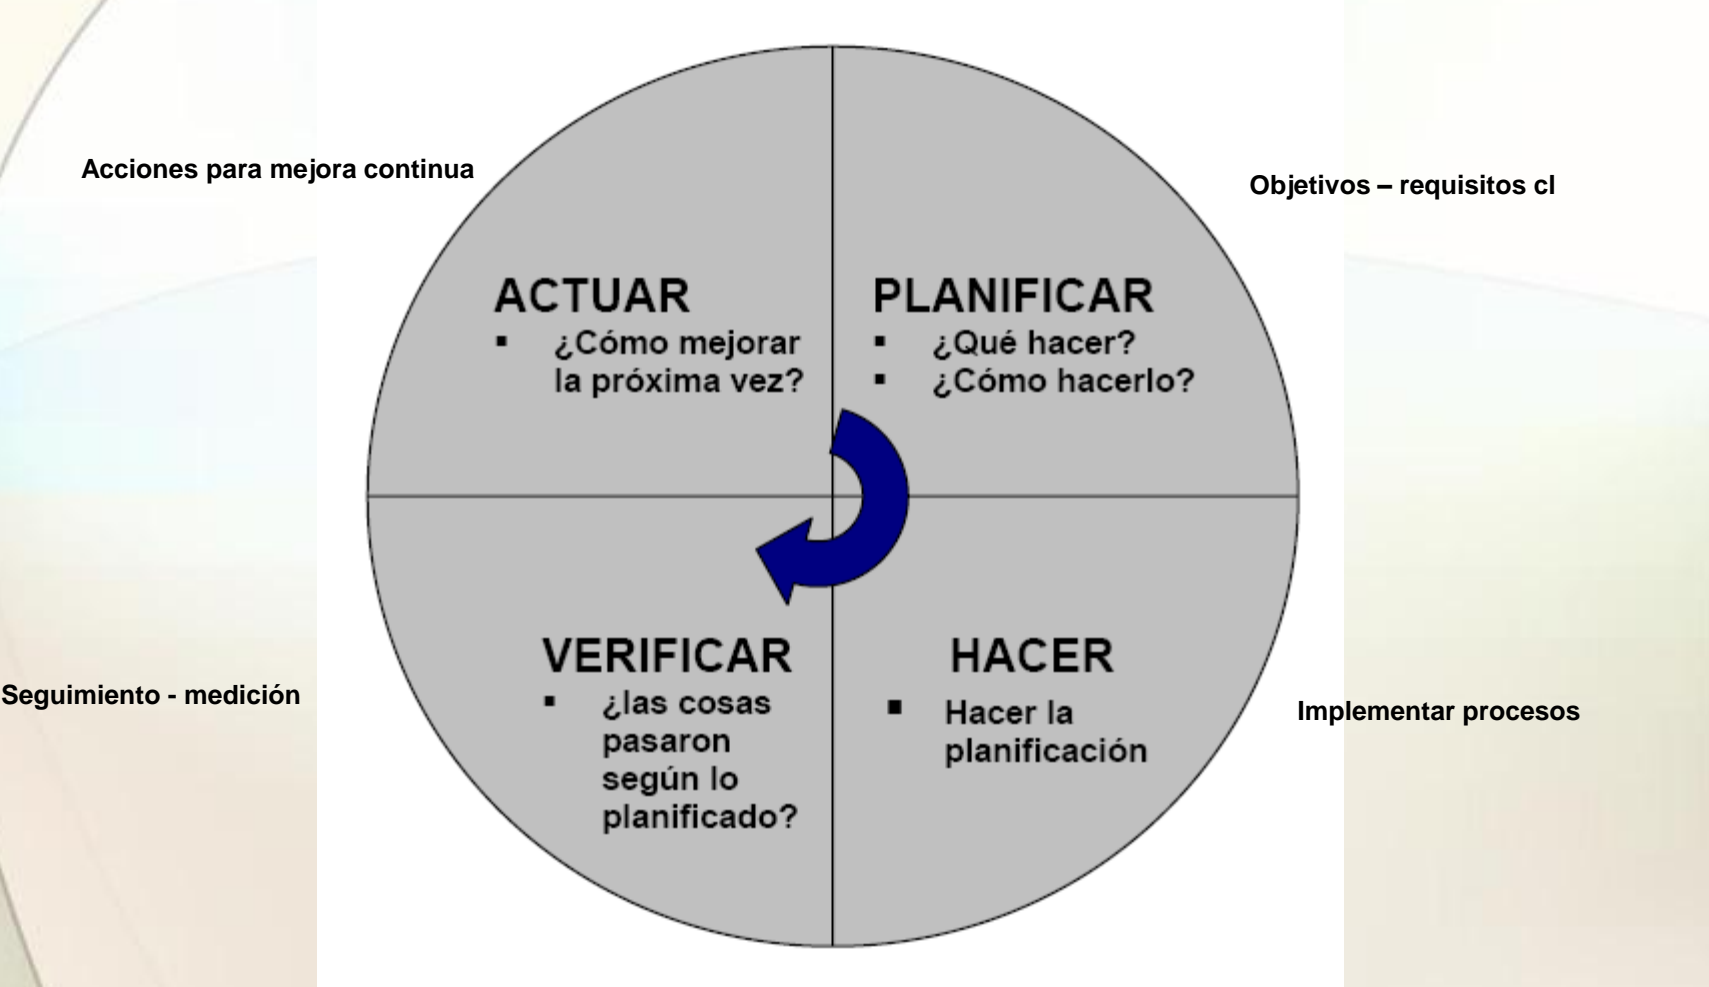 Acciones para mejora continua
Objetivos – requisitos cl
ACTUAR
▪ ¿Cómo mejorar
la próxima vez?
PLANIFICAR
▪ ¿Qué hacer?
▪ ¿Cómo hacerlo?
VERIFICAR
▪ ¿las cosas
pasaron
según lo
planificado?
HACER
▪ Hacer la
planificación
Seguimiento - medición
Implementar procesos